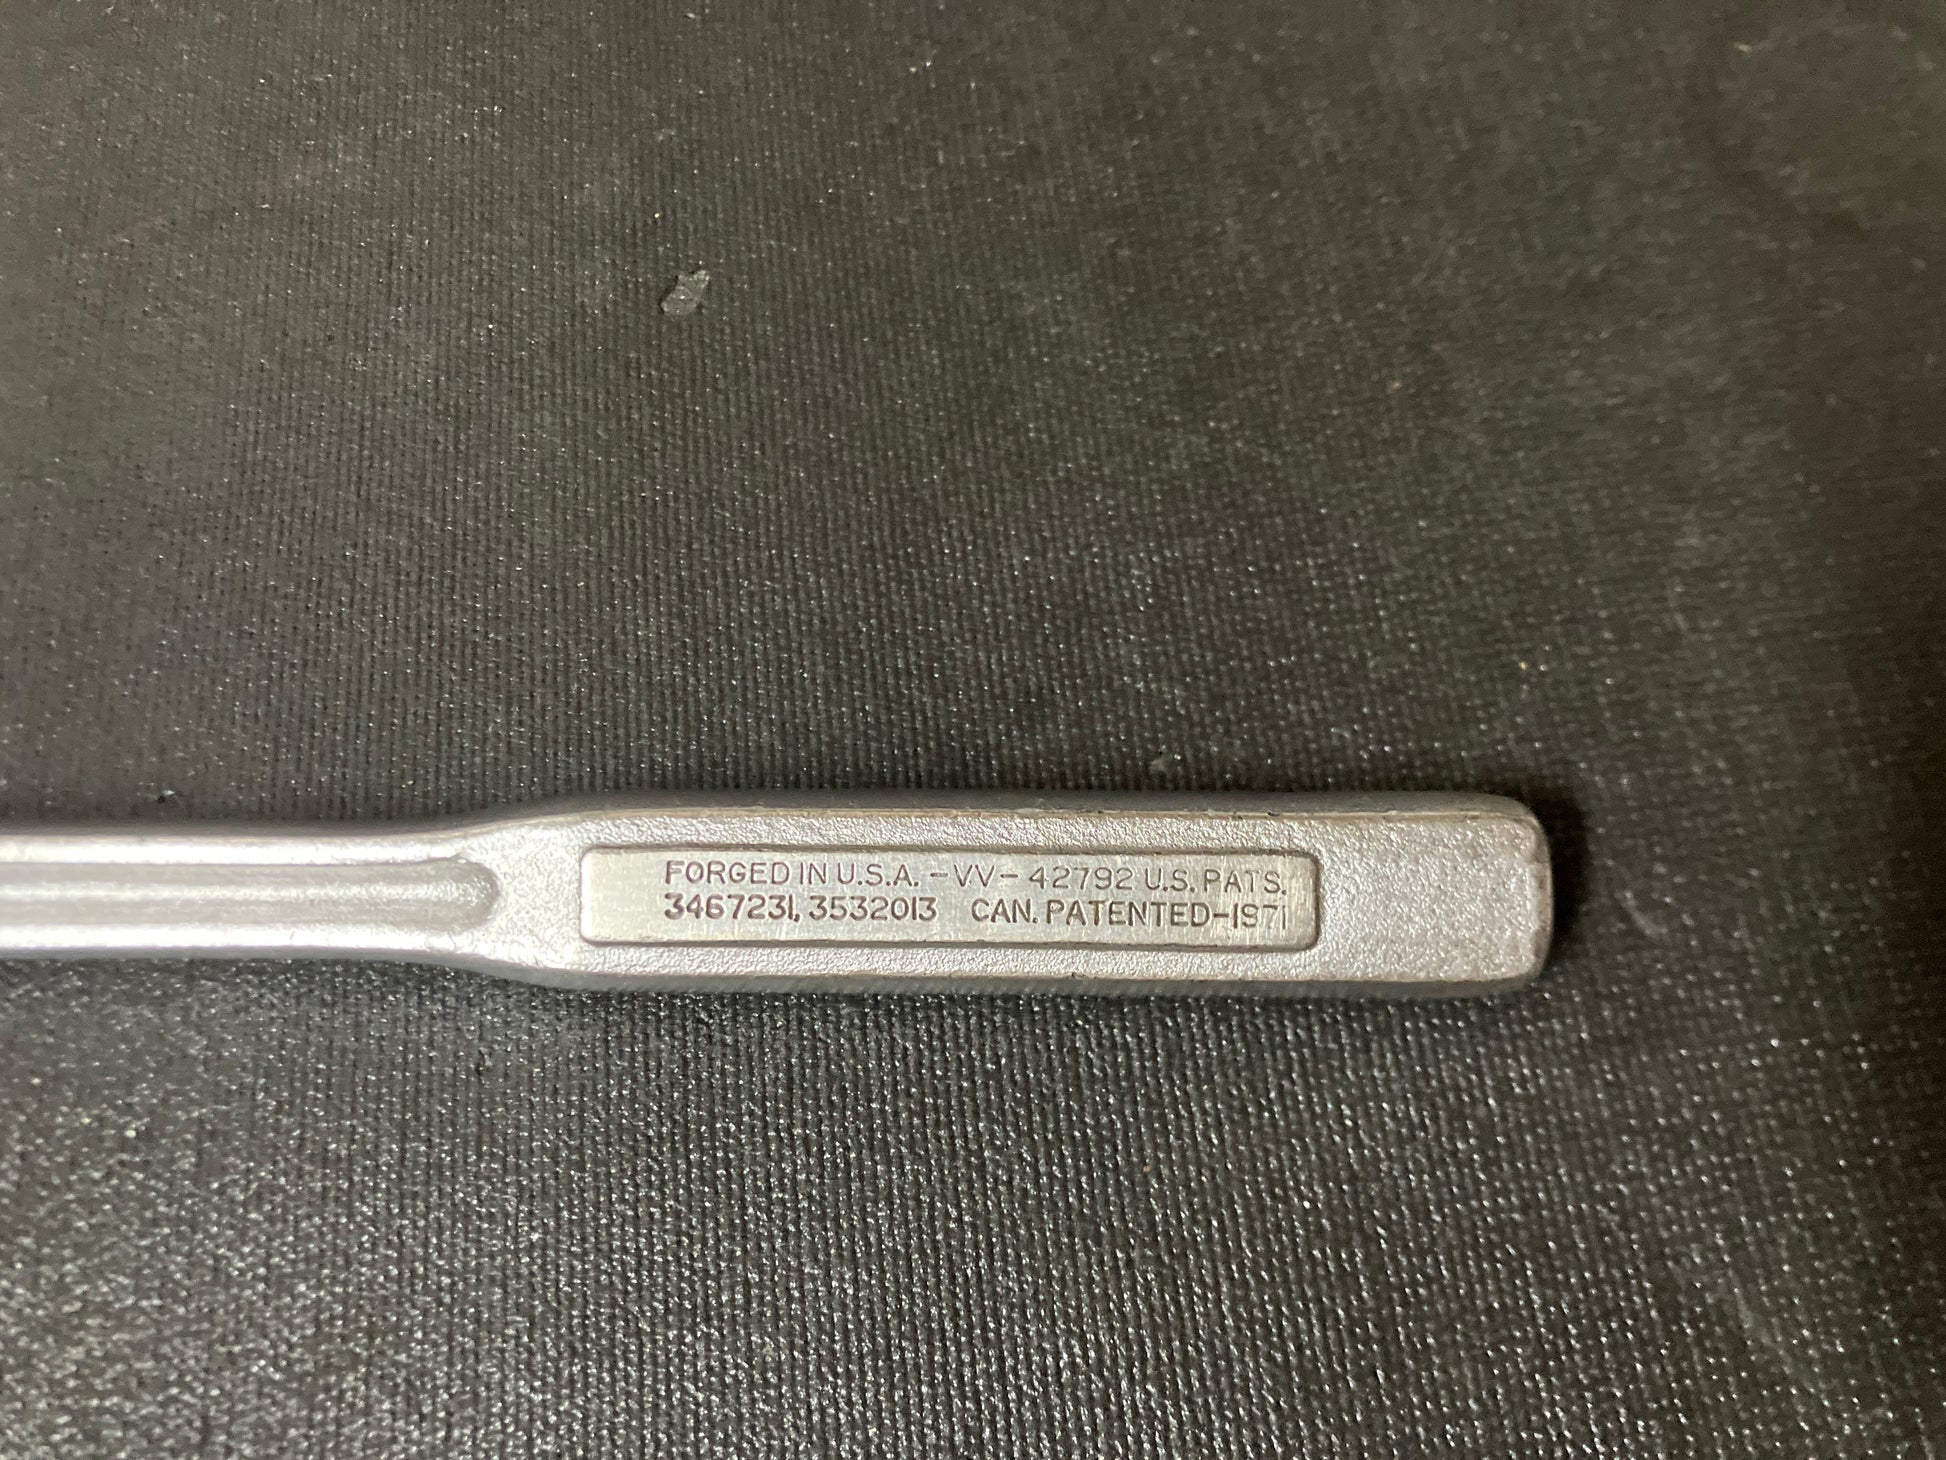 FORGED IN U.S.A. -VV- 42792 U.S. PATS.
3467231, 3532013 CAN. PATENTED-1971